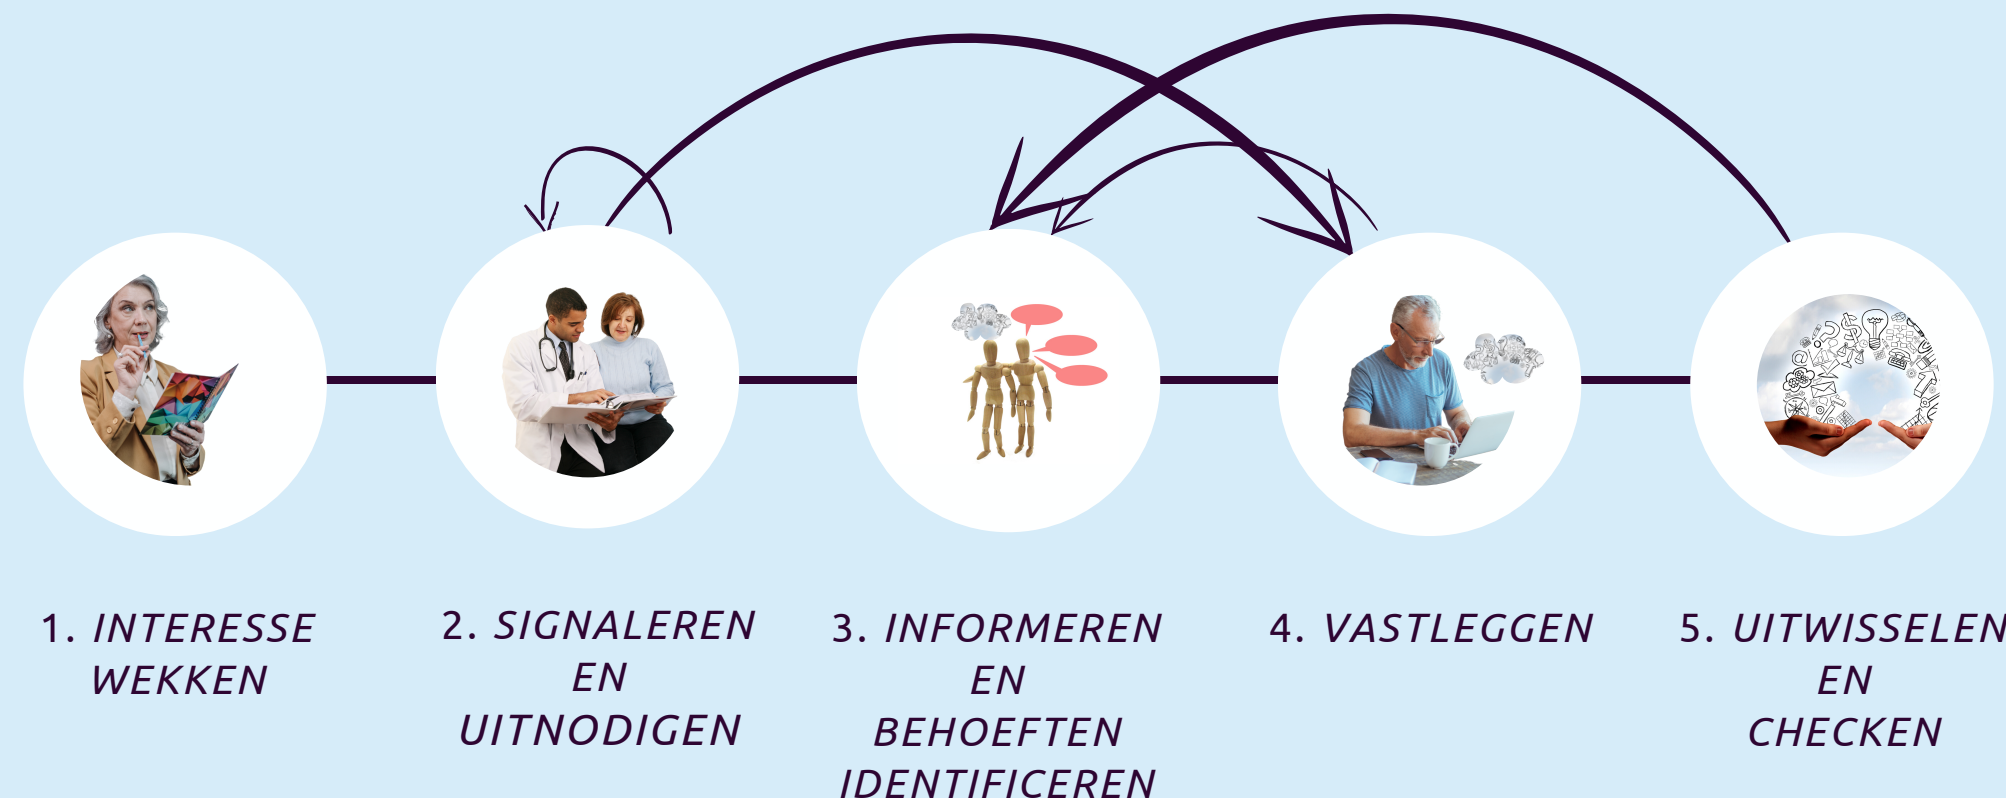 1. INTERESSE
WEKKEN
2. SIGNALEREN
EN
UITNODIGEN
3. INFORMEREN
EN
BEHOEFTEN
IDENTIFICEREN
4. VASTLEGGEN
5. UITWISSELEN
EN
CHECKEN